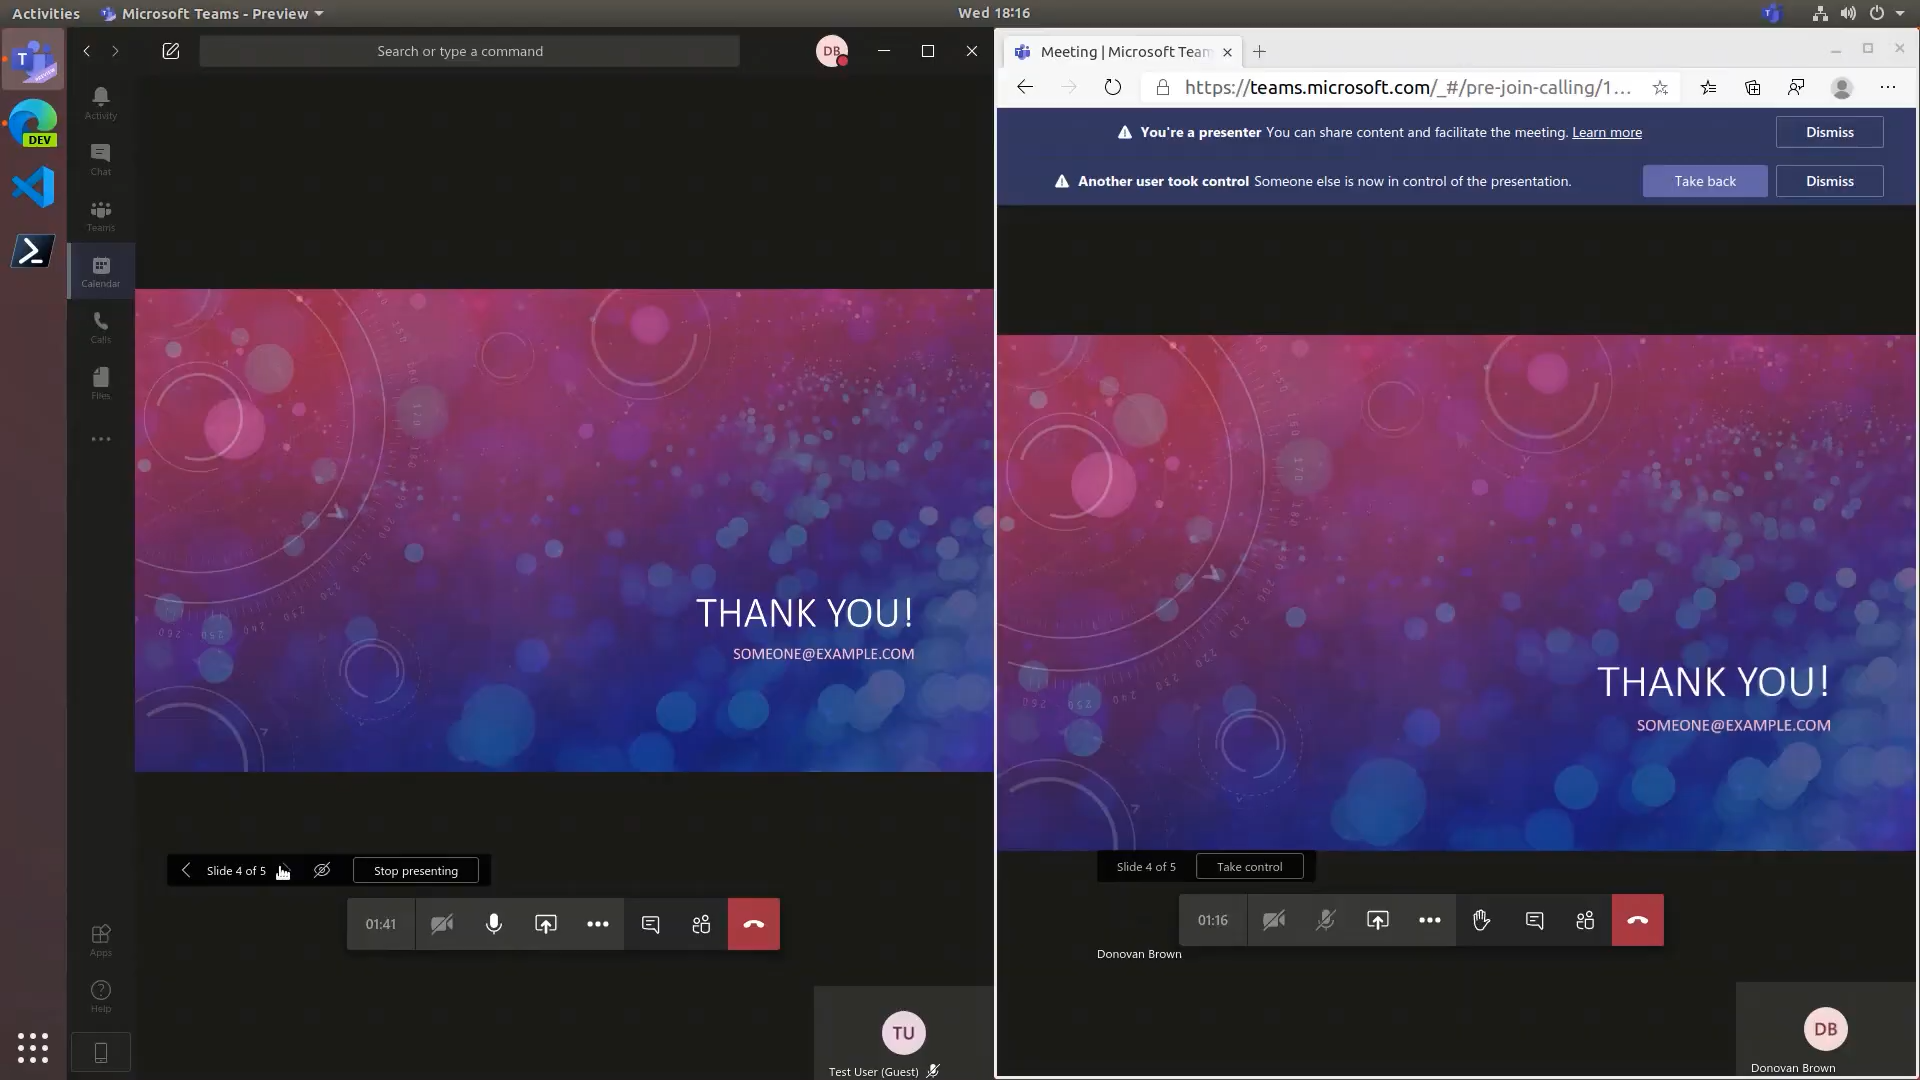 Activities
Microsoft Teams - Preview
Wed 18:16
Search or type a command
DB
DEV
Activity
Chat
Teams
Calendar
Calls
Files
Apps
Help
THANK YOU!
SOMEONE@EXAMPLE.COM
Slide 4 of 5
Stop presenting
01:41
TU
Test User (Guest)
Meeting | Microsoft Team
https://teams.microsoft.com/_#/pre-join-calling/1...
You're a presenter You can share content and facilitate the meeting. Learn more
Dismiss
Another user took control Someone else is now in control of the presentation.
Take back
Dismiss
THANK YOU!
SOMEONE@EXAMPLE.COM
Slide 4 of 5
Take control
01:16
Donovan Brown
DB
Donovan Brown